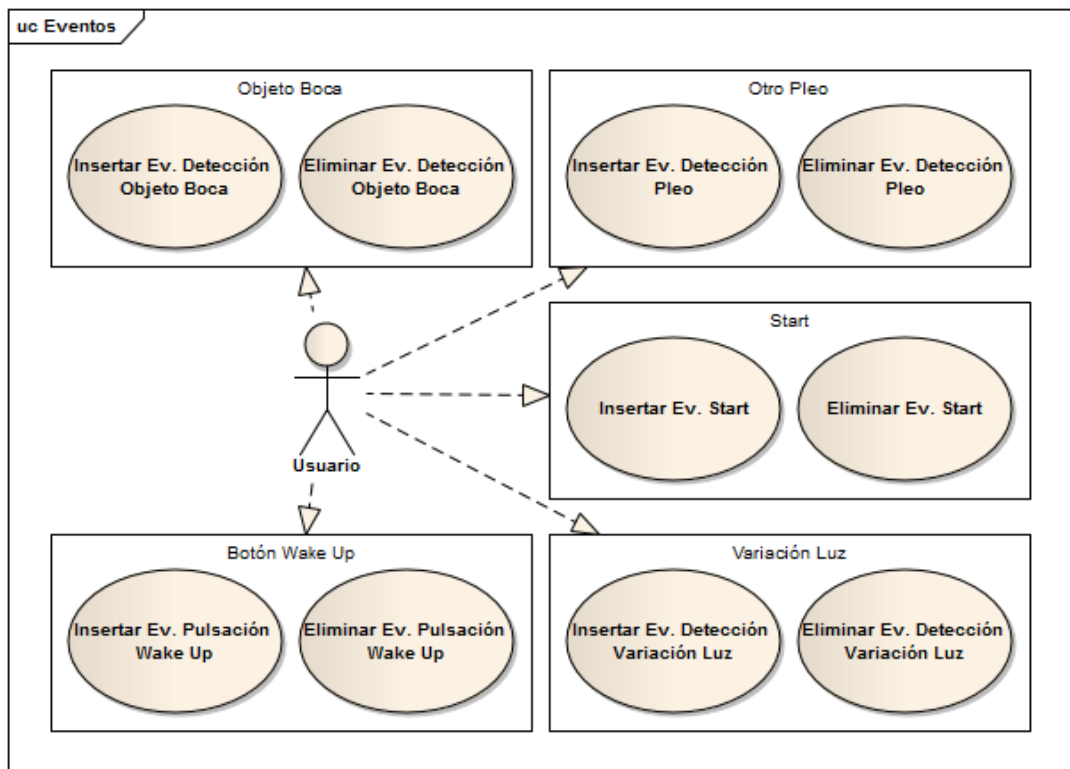 uc Eventos
Objeto Boca
Insertar Ev. Detección
Objeto Boca
Eliminar Ev. Detección
Objeto Boca
Otro Pleo
Insertar Ev. Detección
Pleo
Eliminar Ev. Detección
Pleo
Start
Insertar Ev. Start
Eliminar Ev. Start
Usuario
Botón Wake Up
Insertar Ev. Pulsación
Wake Up
Eliminar Ev. Pulsación
Wake Up
Variación Luz
Insertar Ev. Detección
Variación Luz
Eliminar Ev. Detección
Variación Luz